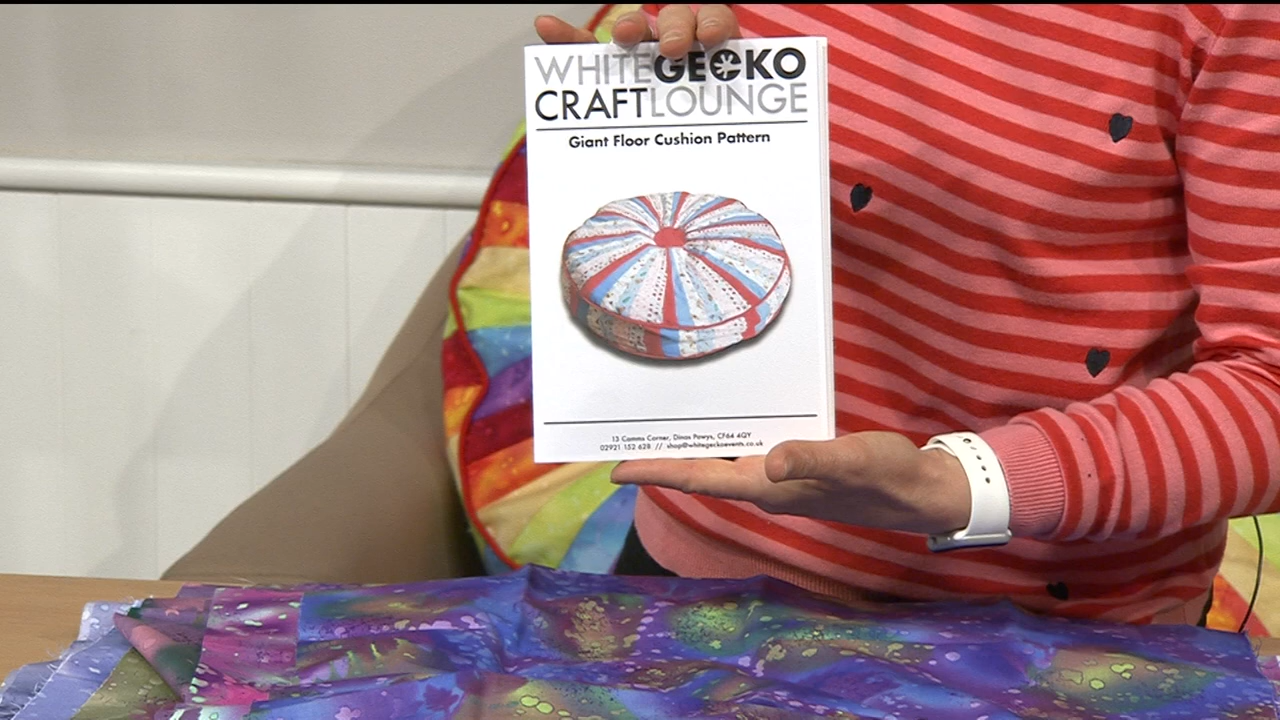 WHITEGECKO
CRAFTLOUNGE
Giant Floor Cushion Pattern
13 Camms Corner, Dinas Powys, CF64 4QY
02921 152 628 // shop@whitegeckoevents.co.uk